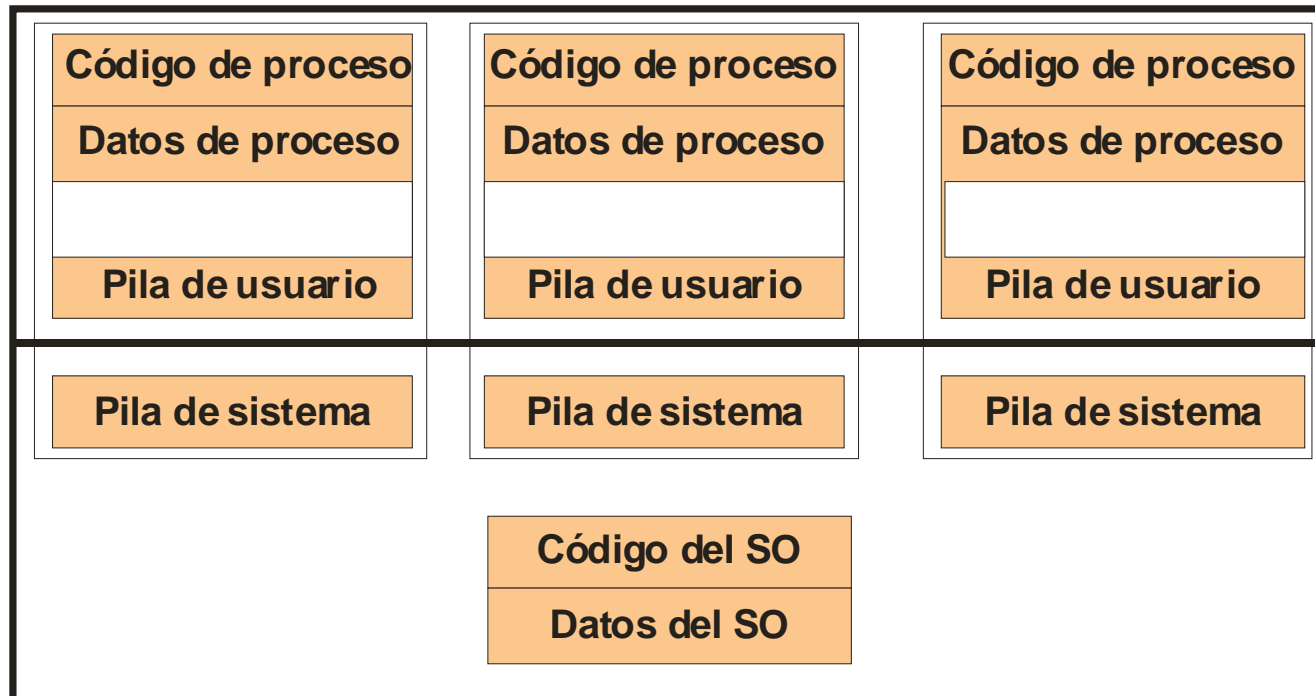 Código de proceso
Datos de proceso
Pila de usuario
Pila de sistema
Código de proceso
Datos de proceso
Pila de usuario
Pila de sistema
Código de proceso
Datos de proceso
Pila de usuario
Pila de sistema
Código del SO
Datos del SO